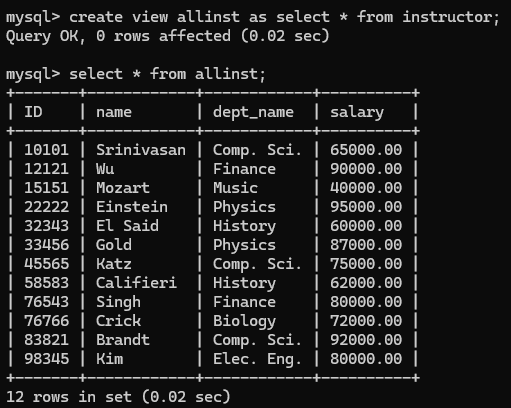 mysql> create view allinst as select * from instructor;
Query OK, 0 rows affected (0.02 sec)

mysql> select * from allinst;
+-------+------------+------------+----------+
| ID    | name       | dept_name  | salary   |
+-------+------------+------------+----------+
| 10101 | Srinivasan | Comp. Sci. | 65000.00 |
| 12121 | Wu         | Finance    | 90000.00 |
| 15151 | Mozart     | Music      | 40000.00 |
| 22222 | Einstein   | Physics    | 95000.00 |
| 32343 | El Said    | History    | 60000.00 |
| 33456 | Gold       | Physics    | 87000.00 |
| 45565 | Katz       | Comp. Sci. | 75000.00 |
| 58583 | Califieri  | History    | 62000.00 |
| 76543 | Singh      | Finance    | 80000.00 |
| 76766 | Crick      | Biology    | 72000.00 |
| 83821 | Brandt     | Comp. Sci. | 92000.00 |
| 98345 | Kim        | Elec. Eng. | 80000.00 |
+-------+------------+------------+----------+
12 rows in set (0.02 sec)